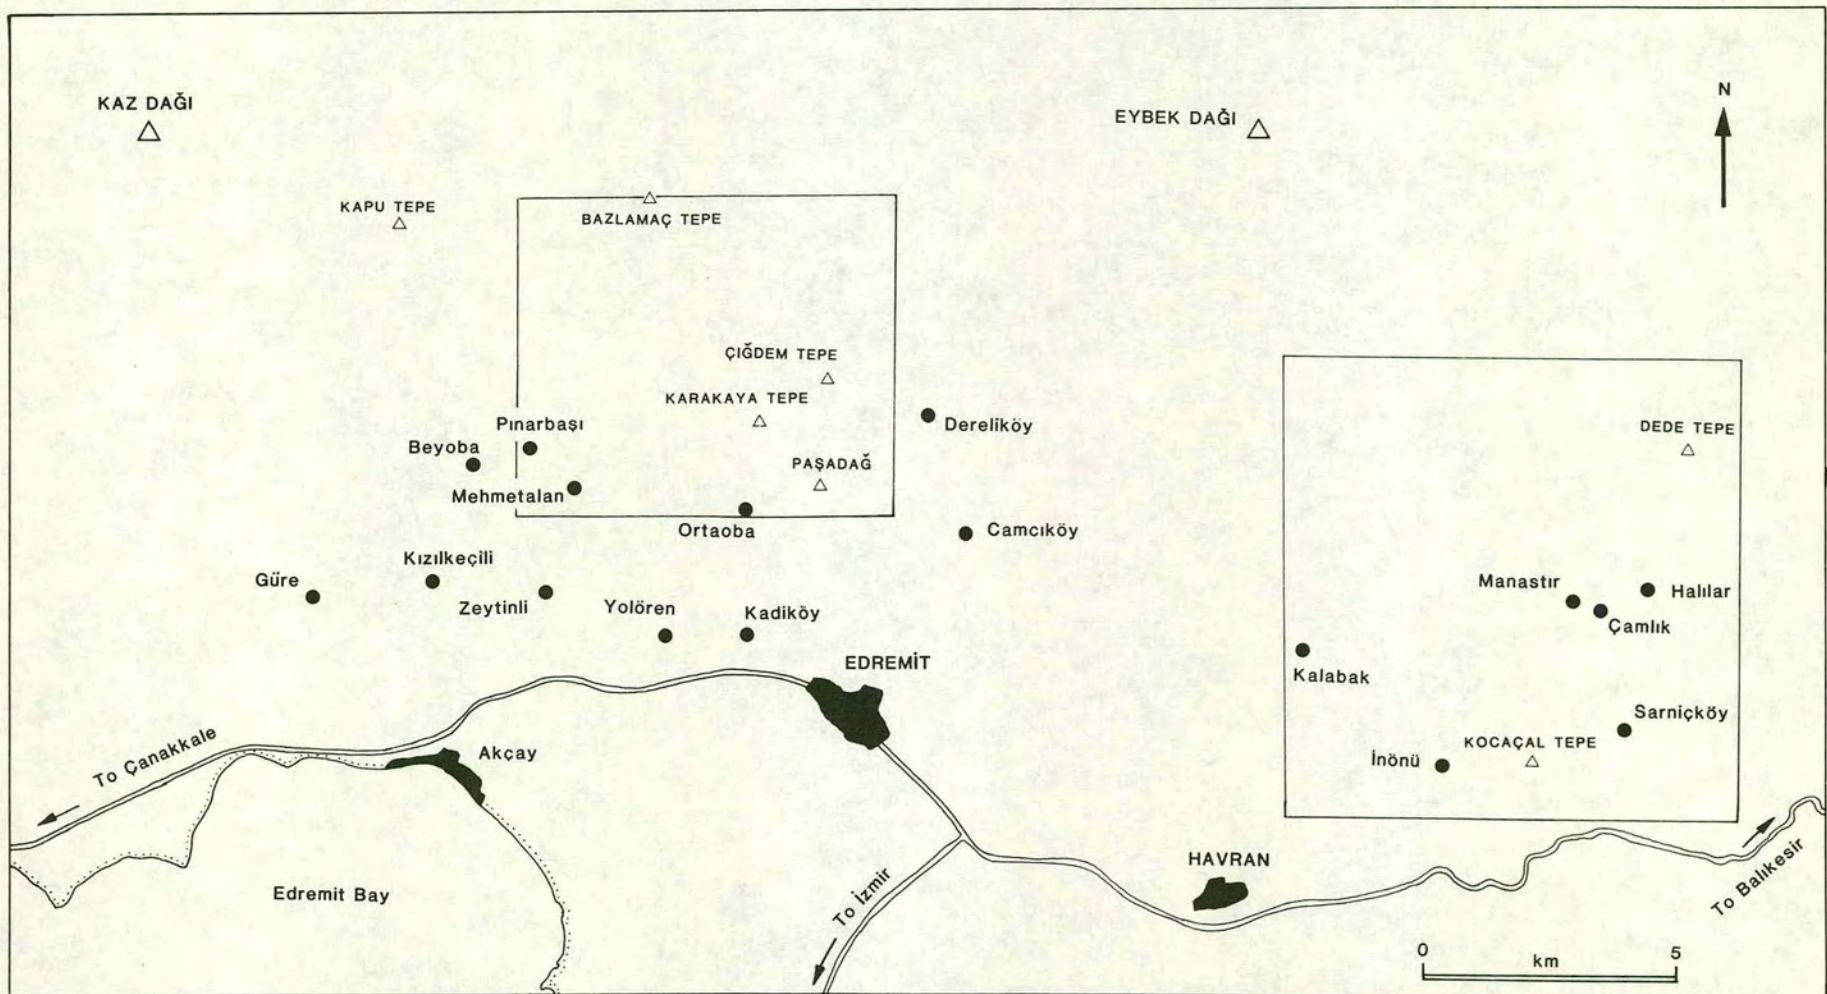 KAZ DAĞI
EYBEK DAĞI
N
KAPU TEPE
BAZLAMAÇ TEPE
ÇIĞDEM TEPE
KARAKAYA TEPE
Pınarbaşı
Dereliköy
DEDE TEPE
Beyoba
PAŞADAĞ
Mehmetalan
Ortaoba
Camcıköy
Kızılkeçili
Güre
Zeytinli
Yolören
Kadiköy
Manastır
Halılar
Çamlık
EDREMİT
Kalabak
Sarniçköy
KOCAÇAL TEPE
İnönü
To Çanakkale
Akçay
HAVRAN
To İzmir
To Balıkesir
Edremit Bay
0
5
km